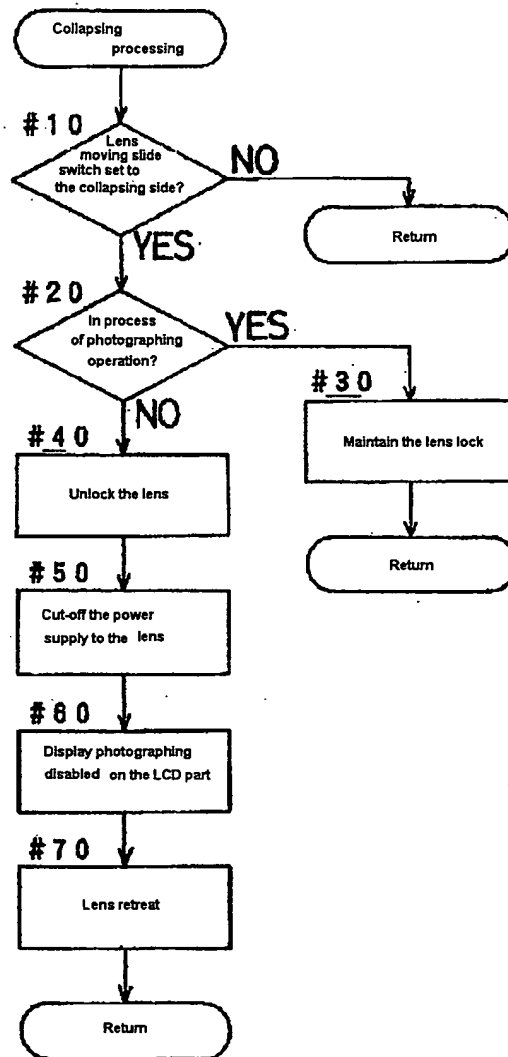 Collapsing
processing
#10
Lens
moving slide
switch set to
the collapsing side?
NO
Return
YES
#20
In process
of photographing
operation?
YES
#30
Maintain the lens lock
Return
NO
#40
Unlock the lens
#50
Cut-off the power
supply to the lens
#60
Display photographing
disabled on the LCD part
#70
Lens retreat
Return